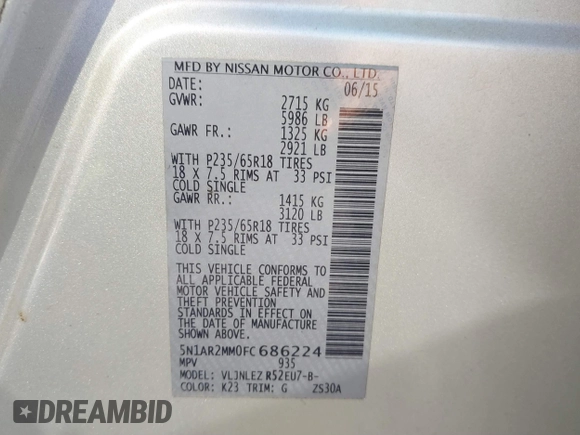 MFD BY NISSAN MOTOR CO., LTD.
DATE: 06/15
GVWR: 2715 KG
5986 LB
GAWR FR.: 1325 KG
2921 LB
WITH P235/65R18 TIRES
18 X 7.5 RIMS AT 33 PSI
COLD SINGLE
GAWR RR.: 1415 KG
3120 LB
WITH P235/65R18 TIRES
18 X 7.5 RIMS AT 33 PSI
COLD SINGLE
THIS VEHICLE CONFORMS TO
ALL APPLICABLE FEDERAL
MOTOR VEHICLE SAFETY AND
THEFT PREVENTION
STANDARDS IN EFFECT ON
THE DATE OF MANUFACTURE
SHOWN ABOVE.
5N1AR2MM0FC686224
MPV 935
MODEL: VLJNLEZ R52EU7-B-
COLOR: K23 TRIM: G ZS30A
DREAMBID
OWN YOUR DREAM